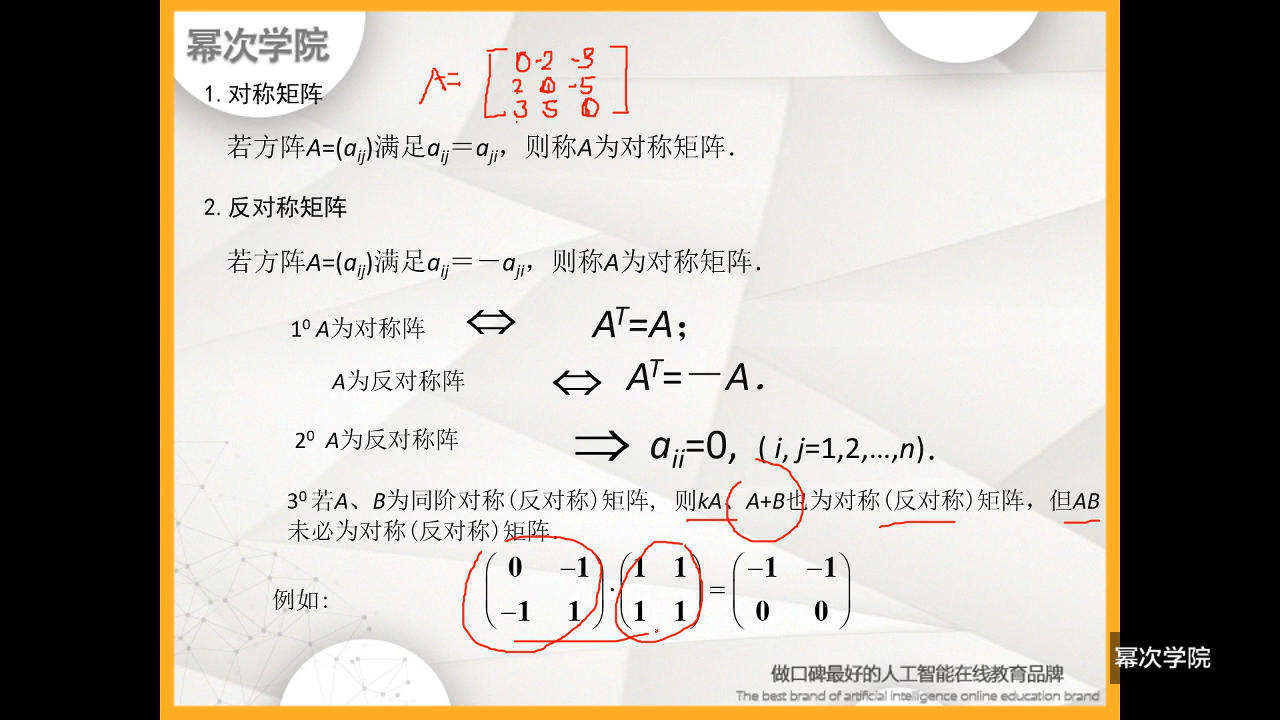 幂次学院
A= [ 0 -2 -3
2 0 -5
3 5 0 ]
1.对称矩阵
若方阵A=(aij)满足aij＝aji，则称A为对称矩阵．
2.反对称矩阵
若方阵A=(aij)满足aij＝－aji，则称A为对称矩阵．
1⁰ A为对称阵 ⇔ Aᵀ=A；
A为反对称阵 ⇔ Aᵀ=－A．
2⁰ A为反对称阵 ⇒ aii=0, ( i, j=1,2,…,n)．
3⁰ 若A、B为同阶对称(反对称)矩阵, 则kA、A+B也为对称(反对称)矩阵，但AB
未必为对称(反对称)矩阵．
例如:
( 0 –1 ) · ( 1 1 ) = ( –1 –1 )
( –1 1 ) ( 1 1 ) ( 0 0 )
幂次学院
做口碑最好的人工智能在线教育品牌
The best brand of artificial intelligence online education brand